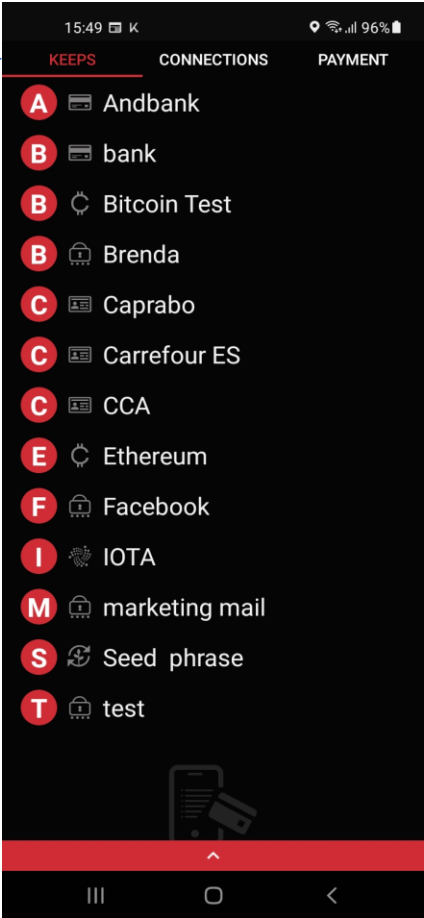 15:49 K 96%
KEEPS CONNECTIONS PAYMENT
A Andbank
B bank
B Bitcoin Test
B Brenda
C Caprabo
C Carrefour ES
C CCA
E Ethereum
F Facebook
I IOTA
M marketing mail
S Seed phrase
T test